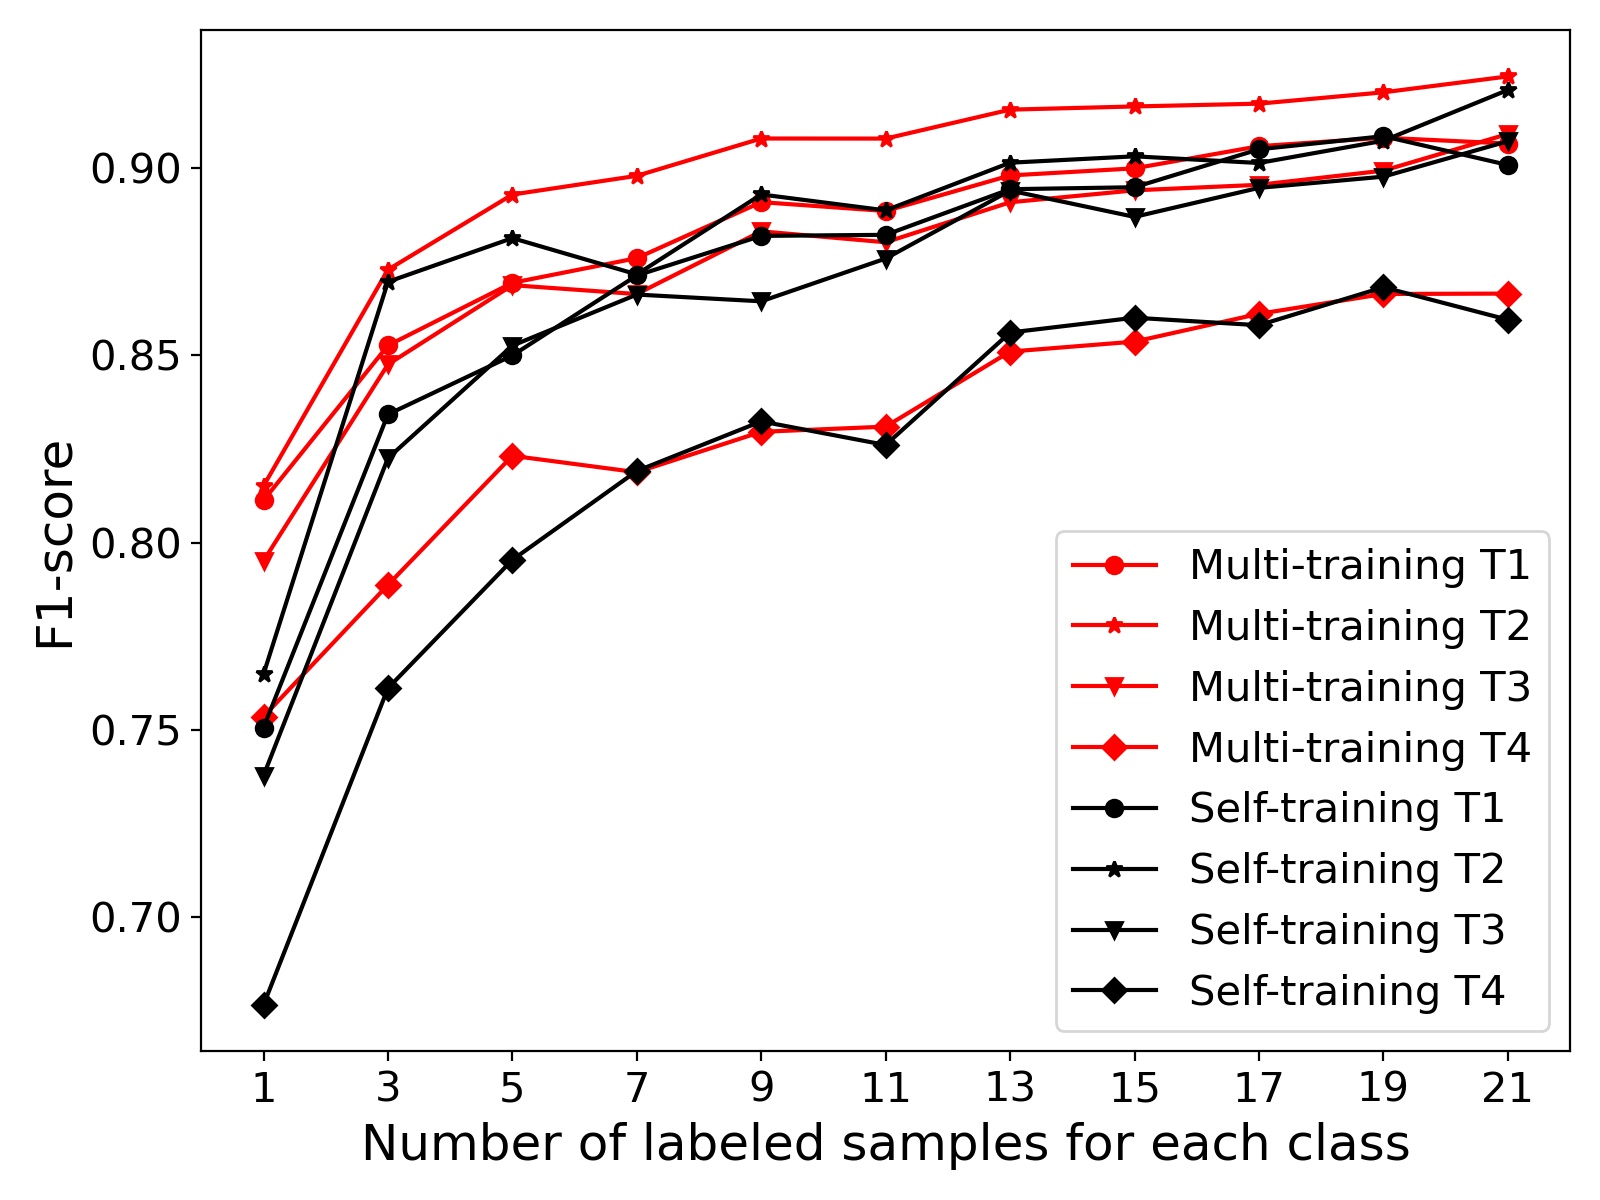 0.90
0.85
0.80
0.75
0.70
F1-score
Multi-training T1
Multi-training T2
Multi-training T3
Multi-training T4
Self-training T1
Self-training T2
Self-training T3
Self-training T4
1 3 5 7 9 11 13 15 17 19 21
Number of labeled samples for each class